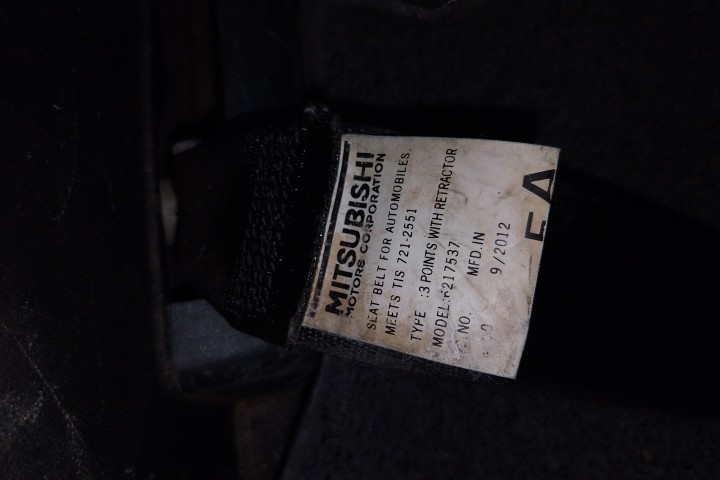 MITSUBISHI
MOTORS CORPORATION
SEAT BELT FOR AUTOMOBILES.
MEETS TIS 721-2551
TYPE :3 POINTS WITH RETRACTOR
MODEL: 217537
NO. MFD.IN
9/2012